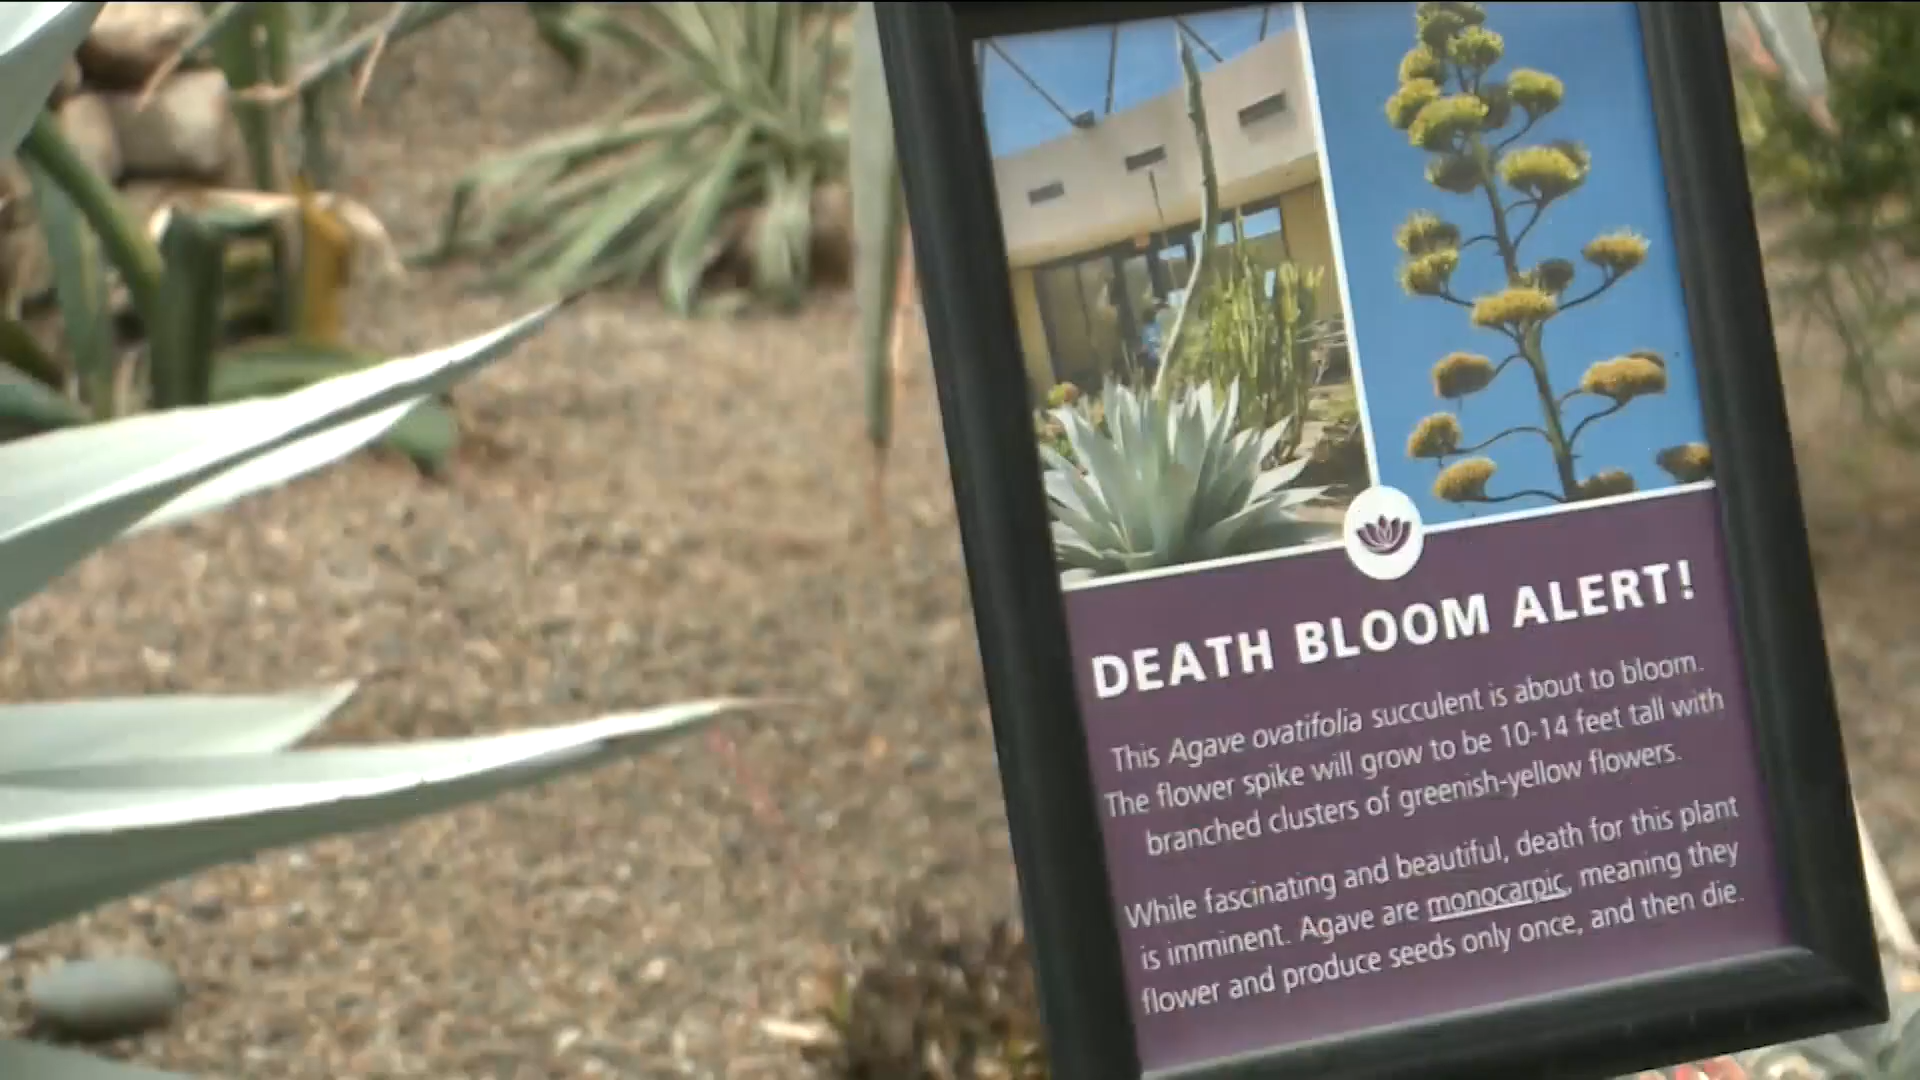 DEATH BLOOM ALERT!
This Agave ovatifolia succulent is about to bloom.
The flower spike will grow to be 10-14 feet tall with
branched clusters of greenish-yellow flowers.
While fascinating and beautiful, death for this plant
is imminent. Agave are monocarpic, meaning they
flower and produce seeds only once, and then die.